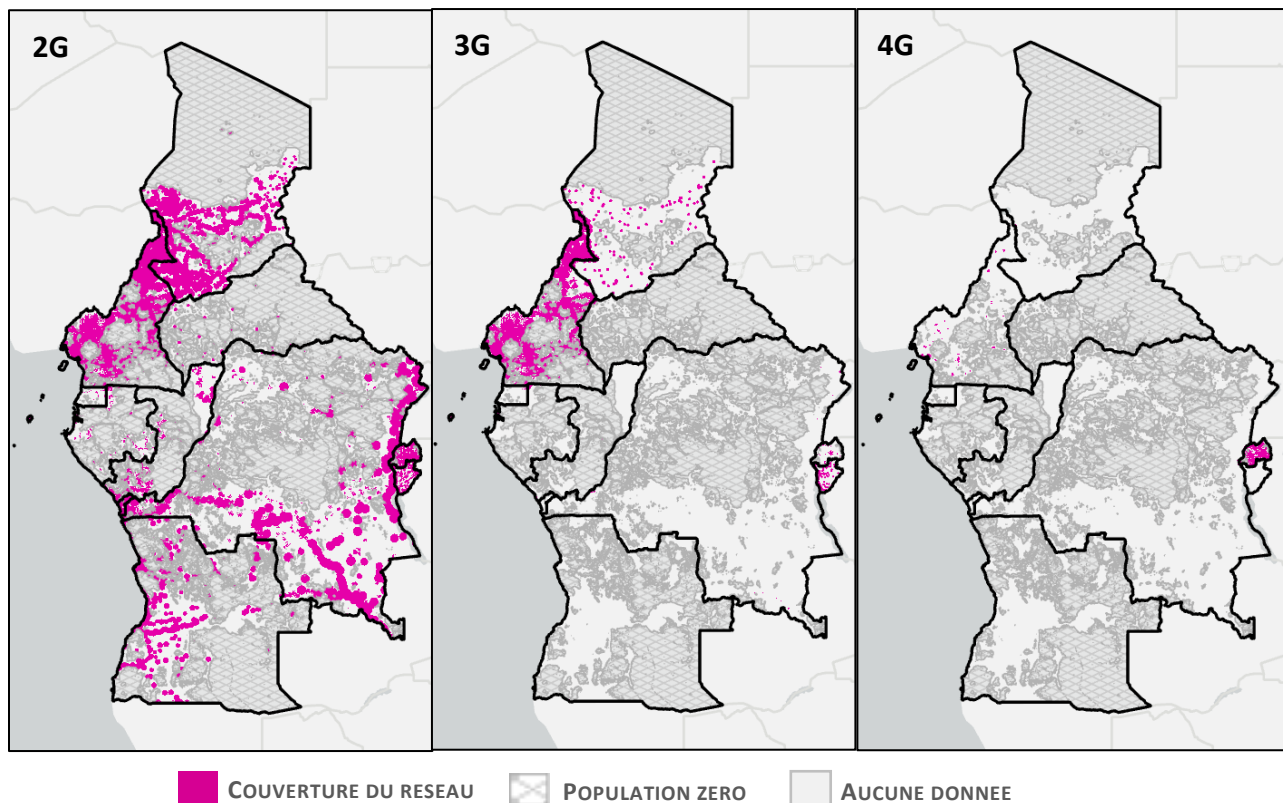 2G
3G
4G
COUVERTURE DU RESEAU
POPULATION ZERO
AUCUNE DONNEE